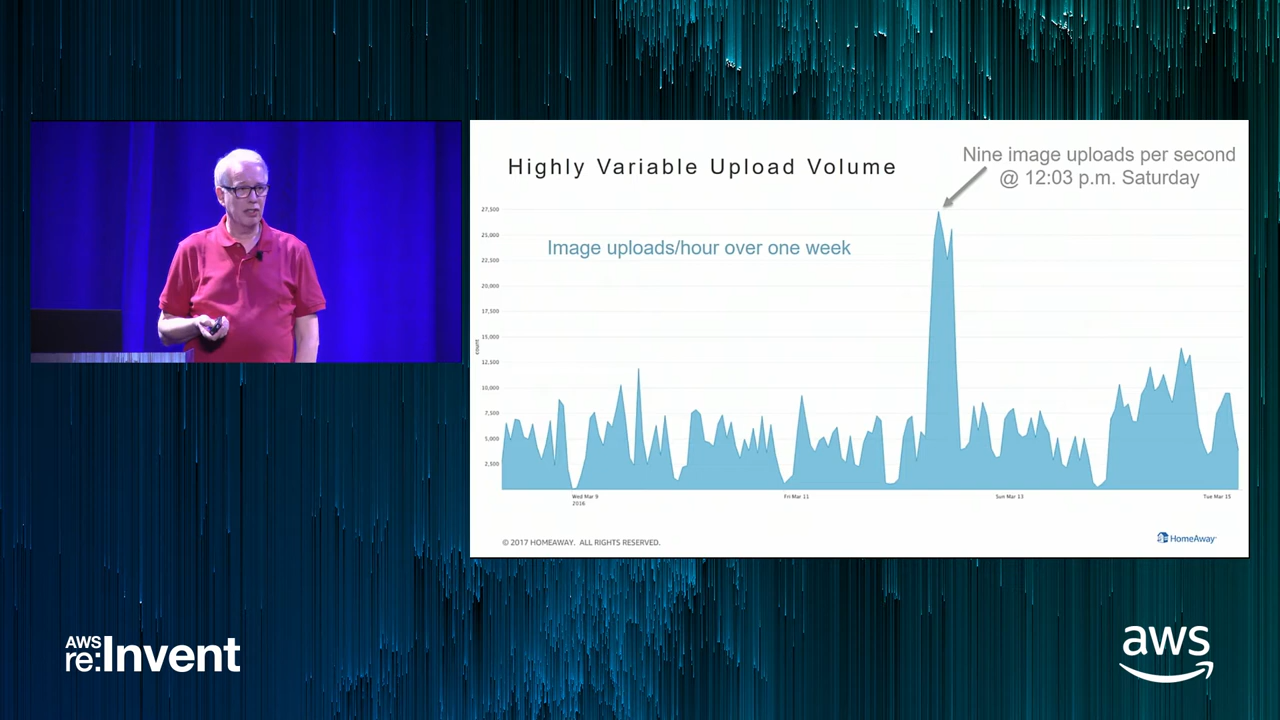 Highly Variable Upload Volume
Nine image uploads per second
@ 12:03 p.m. Saturday
Image uploads/hour over one week
27,500
25,000
22,500
20,000
17,500
15,000
12,500
10,000
7,500
5,000
2,500
count
Wed Mar 9
2016
Fri Mar 11
Sun Mar 13
Tue Mar 15
© 2017 HOMEAWAY. ALL RIGHTS RESERVED.
HomeAway
AWS
re:Invent
aws